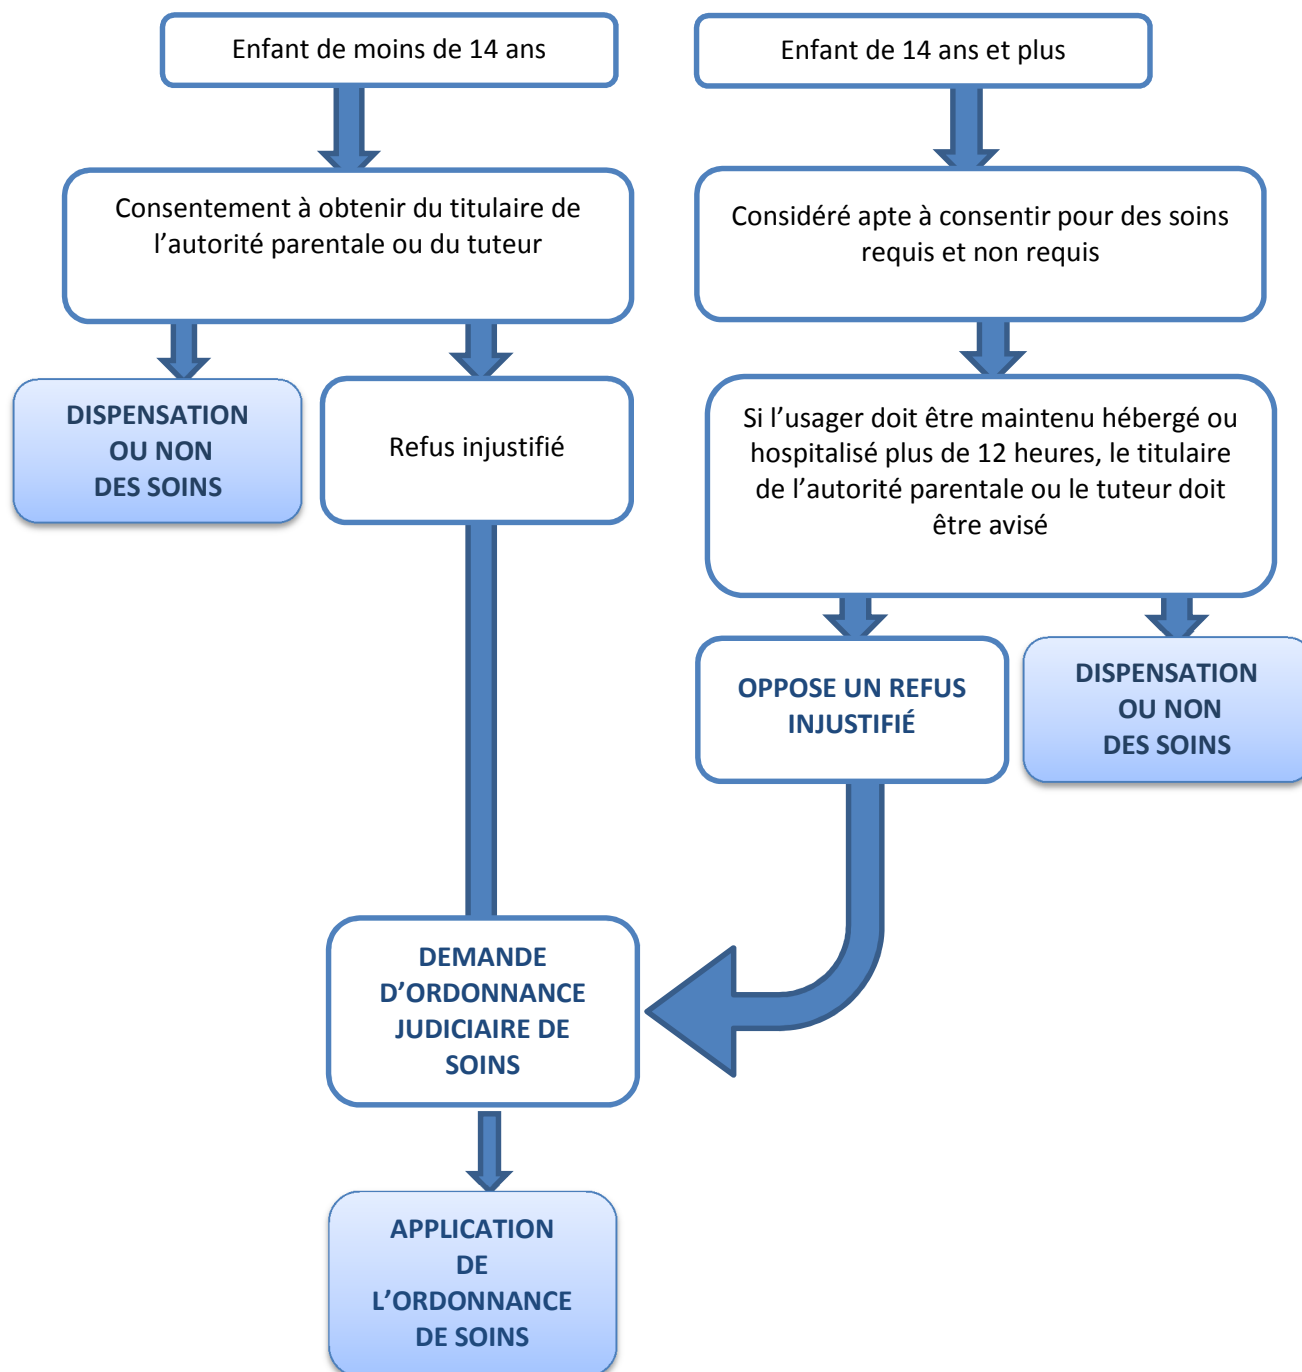 Enfant de moins de 14 ans
Enfant de 14 ans et plus
Consentement à obtenir du titulaire de
l’autorité parentale ou du tuteur
Considéré apte à consentir pour des soins
requis et non requis
DISPENSATION
OU NON
DES SOINS
Refus injustifié
Si l’usager doit être maintenu hébergé ou
hospitalisé plus de 12 heures, le titulaire
de l’autorité parentale ou le tuteur doit
être avisé
OPPOSE UN REFUS
INJUSTIFIÉ
DISPENSATION
OU NON
DES SOINS
DEMANDE
D’ORDONNANCE
JUDICIAIRE DE
SOINS
APPLICATION
DE
L’ORDONNANCE
DE SOINS